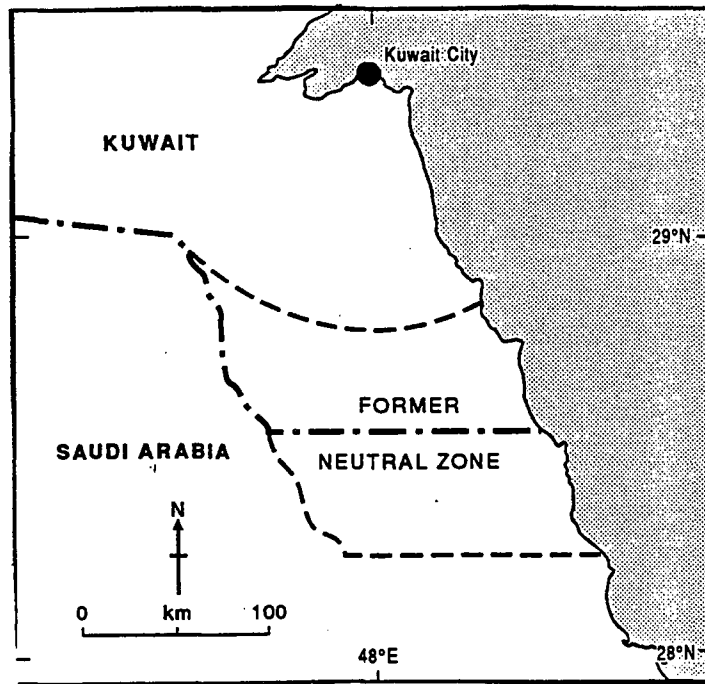 Kuwait City
KUWAIT
29°N
FORMER
SAUDI ARABIA
NEUTRAL ZONE
N
0 km 100
48°E
28°N